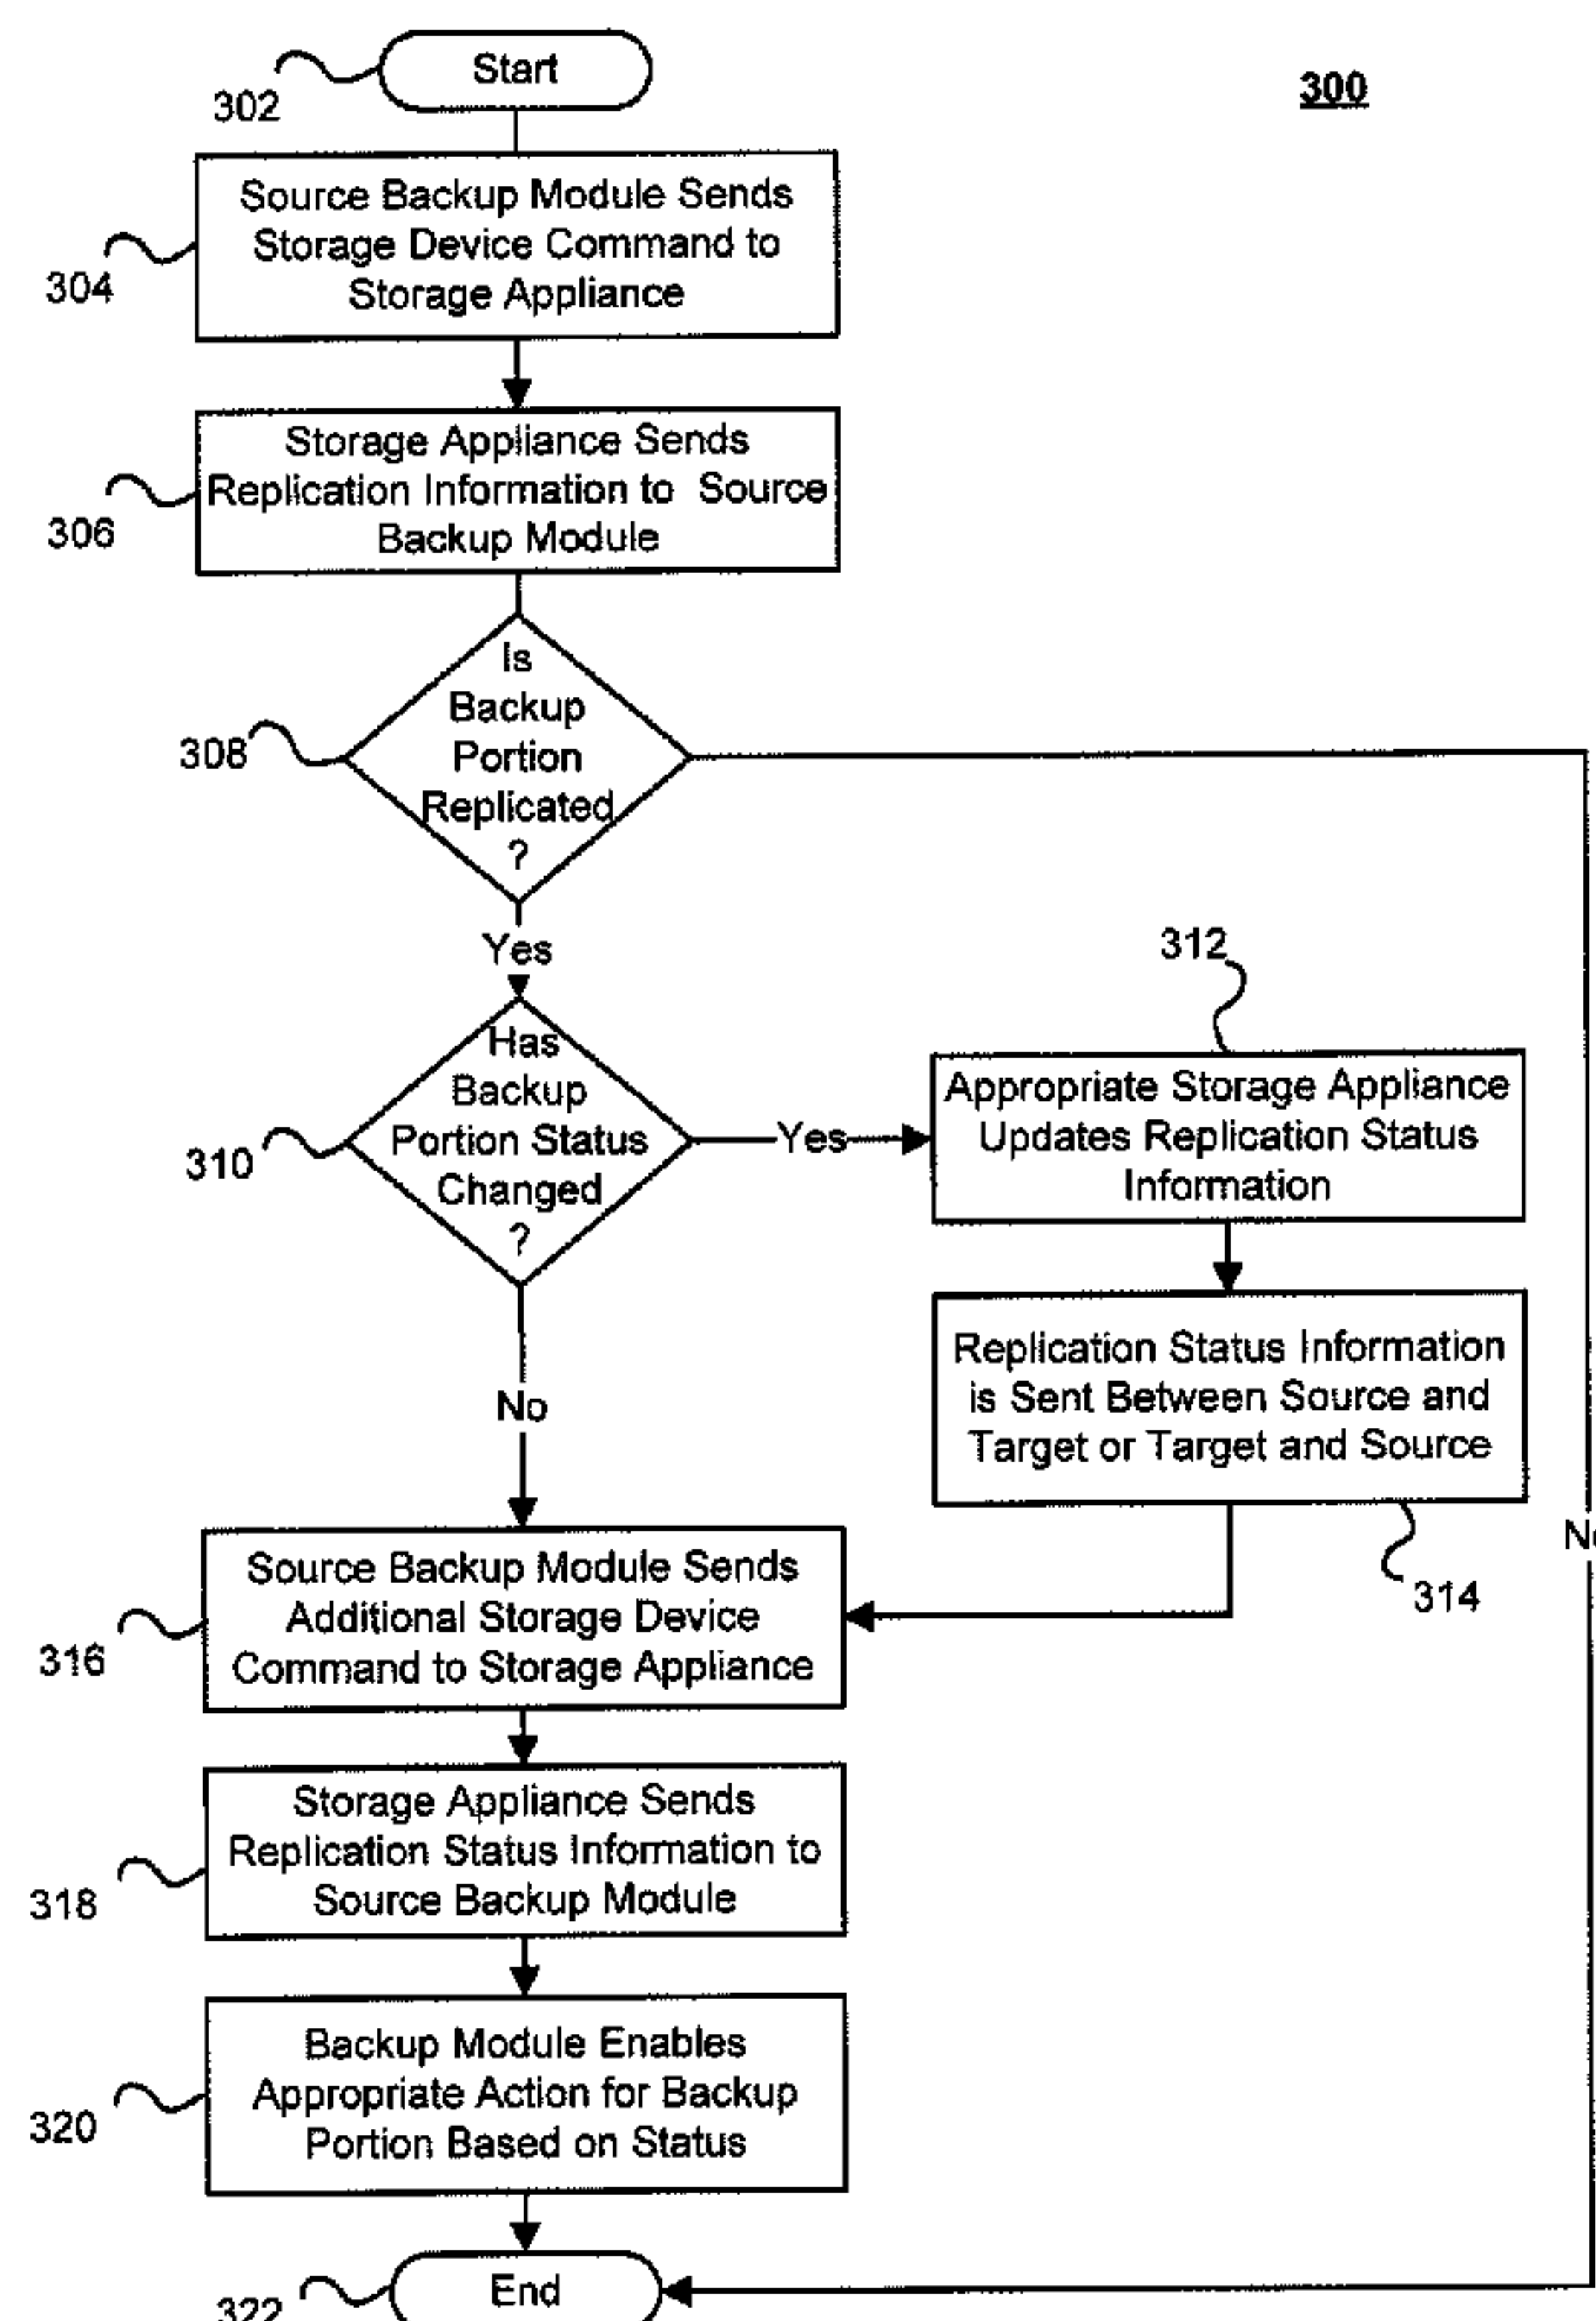 Start
302
300
Source Backup Module Sends
Storage Device Command to
Storage Appliance
304
Storage Appliance Sends
Replication Information to Source
Backup Module
306
Is
Backup
Portion
Replicated
?
308
Yes
312
Has
Backup
Portion Status
Changed
?
310
Yes
Appropriate Storage Appliance
Updates Replication Status
Information
Replication Status Information
is Sent Between Source and
Target or Target and Source
No
314
Source Backup Module Sends
Additional Storage Device
Command to Storage Appliance
316
Storage Appliance Sends
Replication Status Information to
Source Backup Module
318
Backup Module Enables
Appropriate Action for Backup
Portion Based on Status
320
End
322